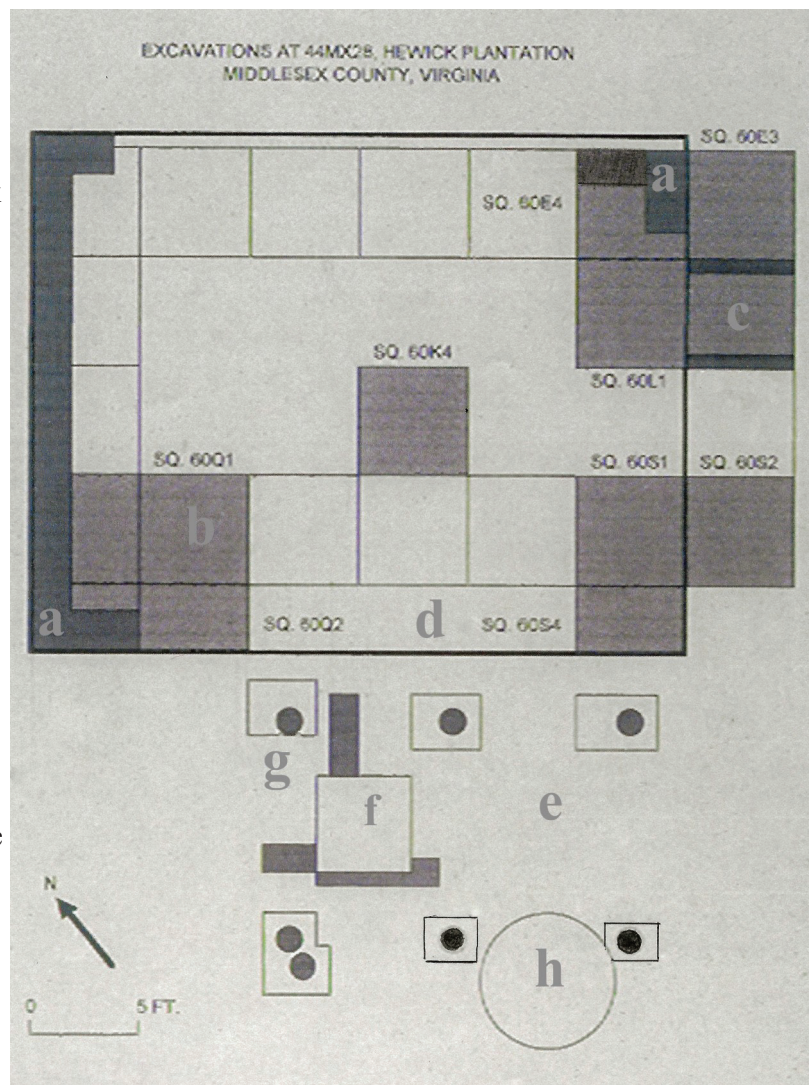 EXCAVATIONS AT 44MX28, HEWICK PLANTATION
MIDDLESEX COUNTY, VIRGINIA
SQ. 60E3
a
SQ. 60E4
c
SQ. 60K4
SQ. 60L1
SQ. 60Q1
SQ. 60S1
SQ. 60S2
b
a
SQ. 60Q2
d
SQ. 60S4
g
f
e
N
h
0
5 FT.